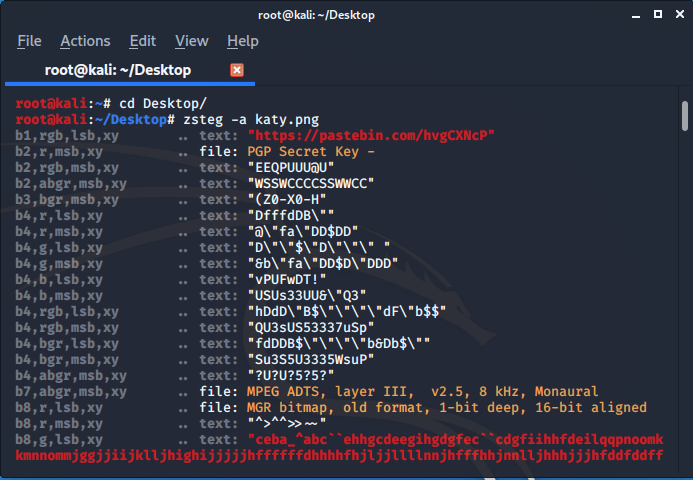 root@kali: ~/Desktop
File Actions Edit View Help
root@kali: ~/Desktop
root@kali:~# cd Desktop/
root@kali:~/Desktop# zsteg -a katy.png
b1,rgb,lsb,xy .. text: "https://pastebin.com/hvgCXNcP"
b2,r,msb,xy .. file: PGP Secret Key -
b2,rgb,msb,xy .. text: "EEQPUUU@U"
b2,abgr,msb,xy .. text: "WSSWCCCCSSWWCC"
b3,bgr,msb,xy .. text: "(Z0-X0-H"
b4,r,lsb,xy .. text: "DfffdDB\""
b4,r,msb,xy .. text: "@\"fa\"DD$DD"
b4,g,lsb,xy .. text: "D\"\"$\"D\"\"\" "
b4,g,msb,xy .. text: "&b\"fa\"DD$D\"DDD"
b4,b,lsb,xy .. text: "vPUFwDT!"
b4,b,msb,xy .. text: "USUs33UU&\"Q3"
b4,rgb,lsb,xy .. text: "hDdD\"B$\"\"\"\"dF\"b$$"
b4,rgb,msb,xy .. text: "QU3sUS53337uSp"
b4,bgr,lsb,xy .. text: "fdDDB$\"\"\"\"b&Db$\""
b4,bgr,msb,xy .. text: "Su3S5U3335WsuP"
b4,abgr,msb,xy .. text: "?U?U?5?5?"
b7,abgr,msb,xy .. file: MPEG ADTS, layer III, v2.5, 8 kHz, Monaural
b8,r,lsb,xy .. file: MGR bitmap, old format, 1-bit deep, 16-bit aligned
b8,r,msb,xy .. text: "^>^^>>~~"
b8,g,lsb,xy .. text: "ceba_^abc``ehhgcdeegihgdgfec``cdgfiihhfdeilqqpnoomk
kmnnommjggjjiijklljhighijjjjjhffffffdhhhhfhjljjllllnnjhfffhhjnnlljhhhjjjhfddfddff